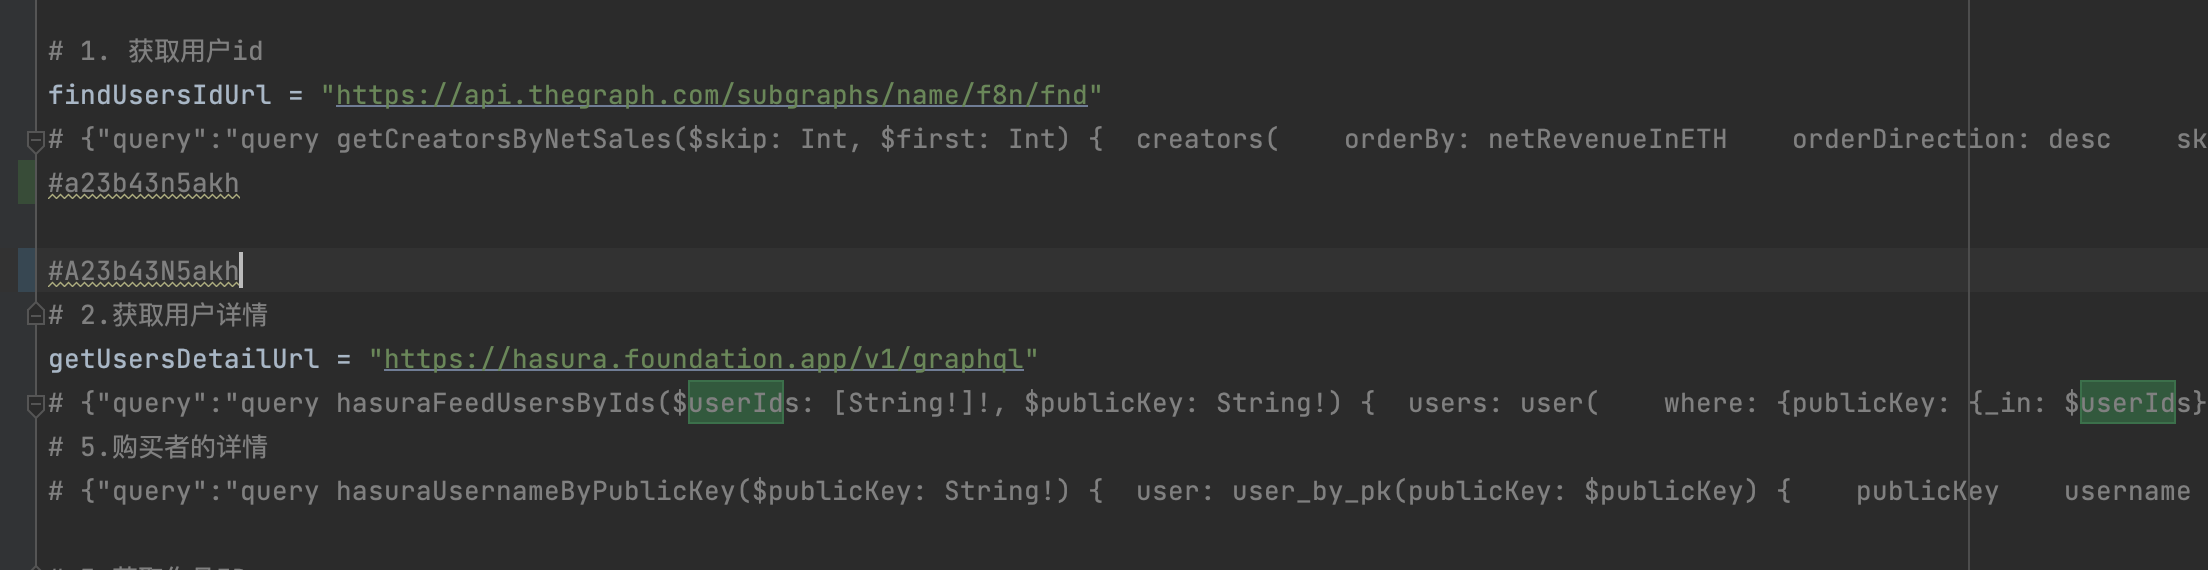 # 1. 获取用户id
findUsersIdUrl = "https://api.thegraph.com/subgraphs/name/f8n/fnd"
# {"query":"query getCreatorsByNetSales($skip: Int, $first: Int) {  creators(    orderBy: netRevenueInETH    orderDirection: desc    sk
#a23b43n5akh
#A23b43N5akh
# 2.获取用户详情
getUsersDetailUrl = "https://hasura.foundation.app/v1/graphql"
# {"query":"query hasuraFeedUsersByIds($userIds: [String!]!, $publicKey: String!) {  users: user(    where: {publicKey: {_in: $userIds}
# 5.购买者的详情
# {"query":"query hasuraUsernameByPublicKey($publicKey: String!) {  user: user_by_pk(publicKey: $publicKey) {    publicKey    username